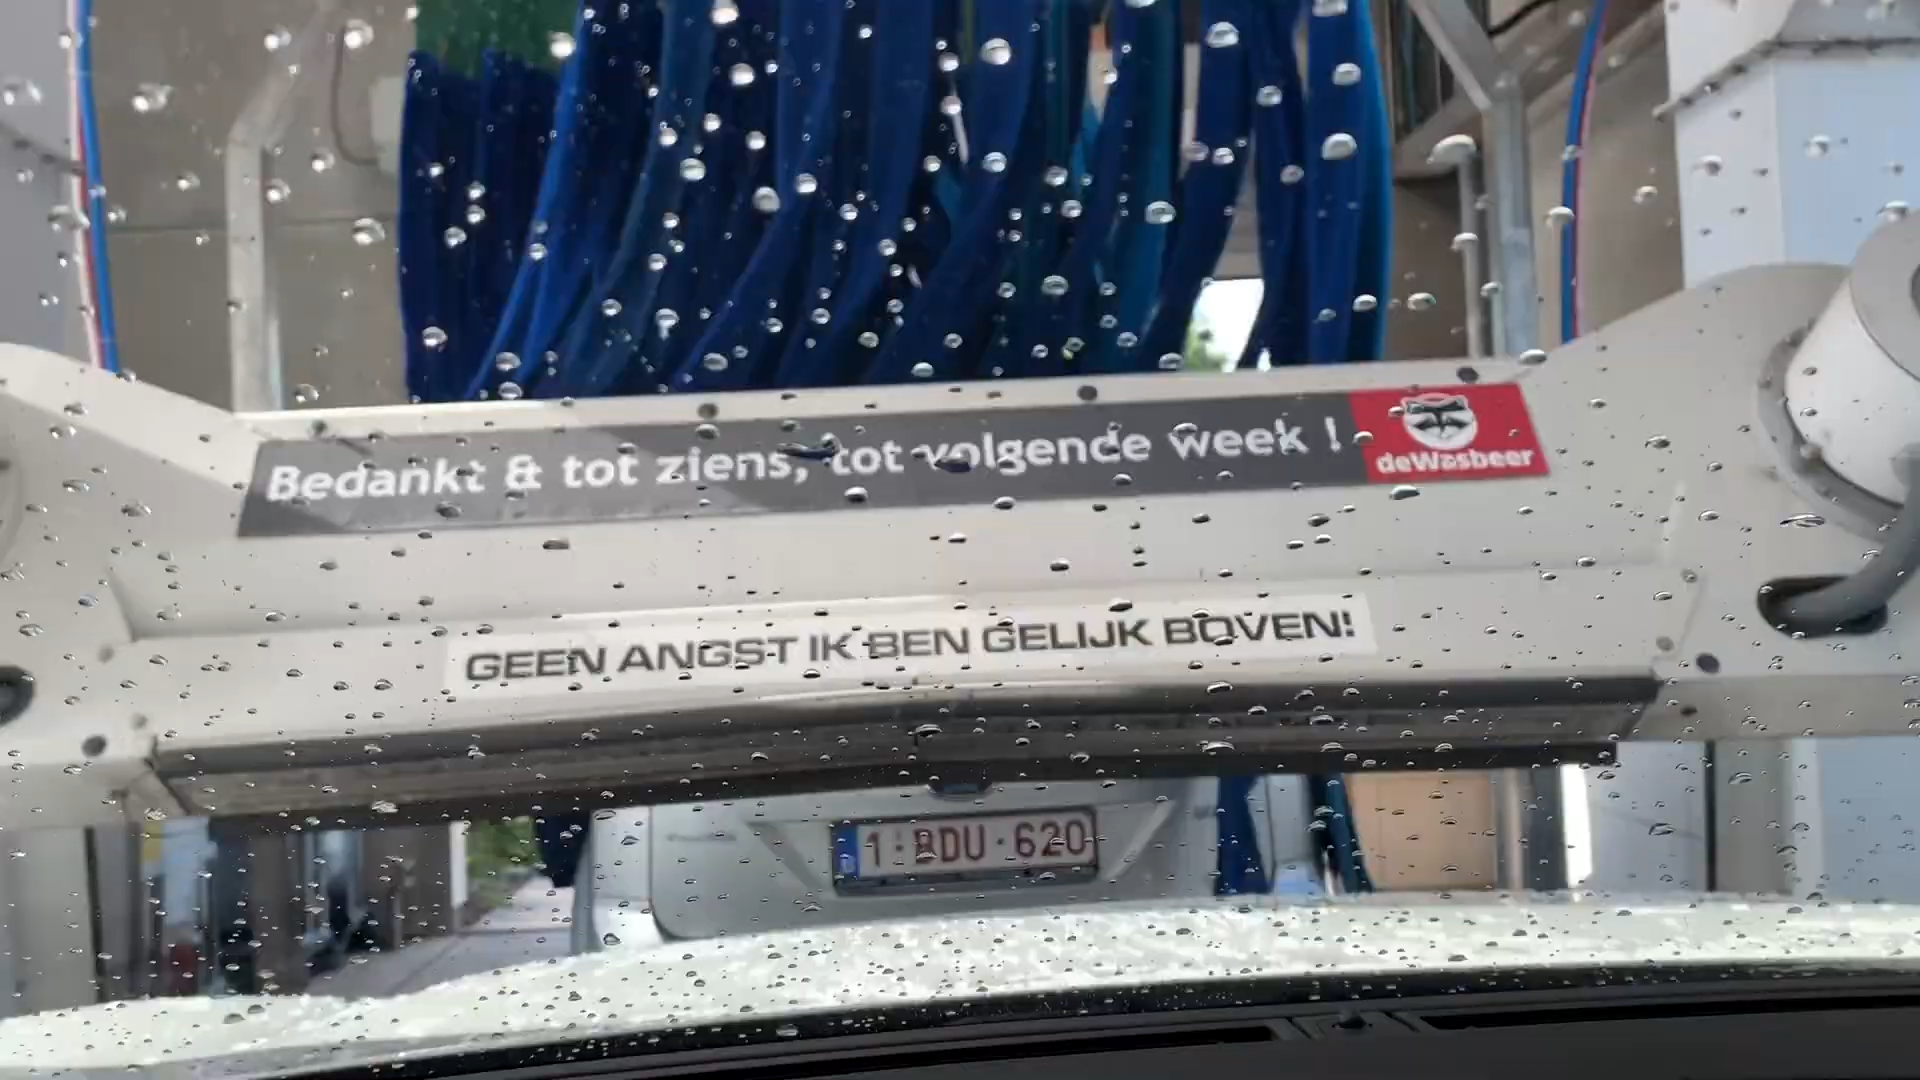 Bedankt & tot ziens, tot volgende week !
deWasbeer
GEEN ANGST IK BEN GELIJK BOVEN!
1·BDU·620